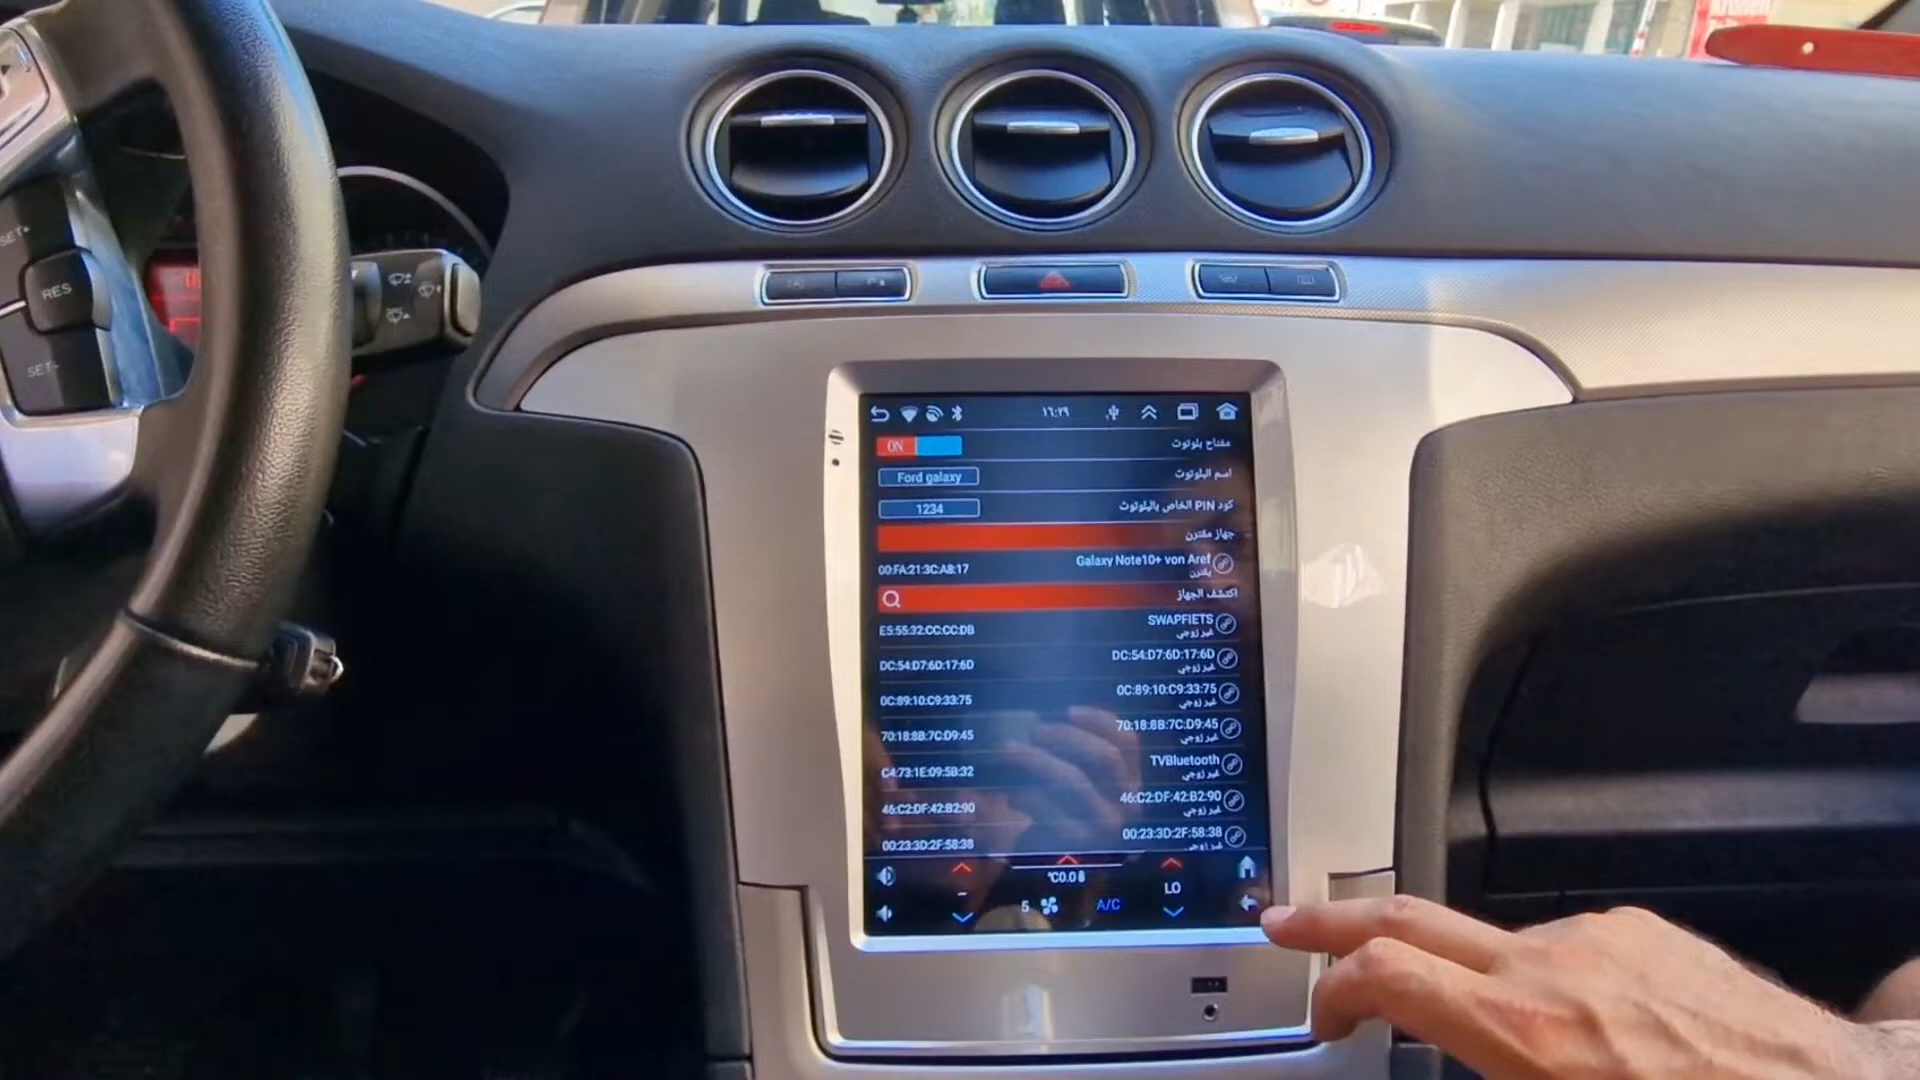 SET+
RES
SET-
١٦:٢٩
ON مفتاح بلوتوث
Ford galaxy اسم البلوتوث
1234 كود PIN الخاص بالبلوتوث
جهاز مقترن
00:FA:21:3C:A8:17 Galaxy Note10+ von Aref
يقترن
اكتشف الجهاز
E5:55:32:CC:CC:DB SWAPFIETS
غير زوجي
DC:54:D7:6D:17:6D DC:54:D7:6D:17:6D
غير زوجي
0C:89:10:C9:33:75 0C:89:10:C9:33:75
غير زوجي
70:18:8B:7C:D9:45 70:18:8B:7C:D9:45
غير زوجي
C4:73:1E:09:5B:32 TVBluetooth
غير زوجي
46:C2:DF:42:B2:90 46:C2:DF:42:B2:90
غير زوجي
00:23:3D:2F:58:38 00:23:3D:2F:58:38
غير زوجي
°C0.0
LO
5 A/C